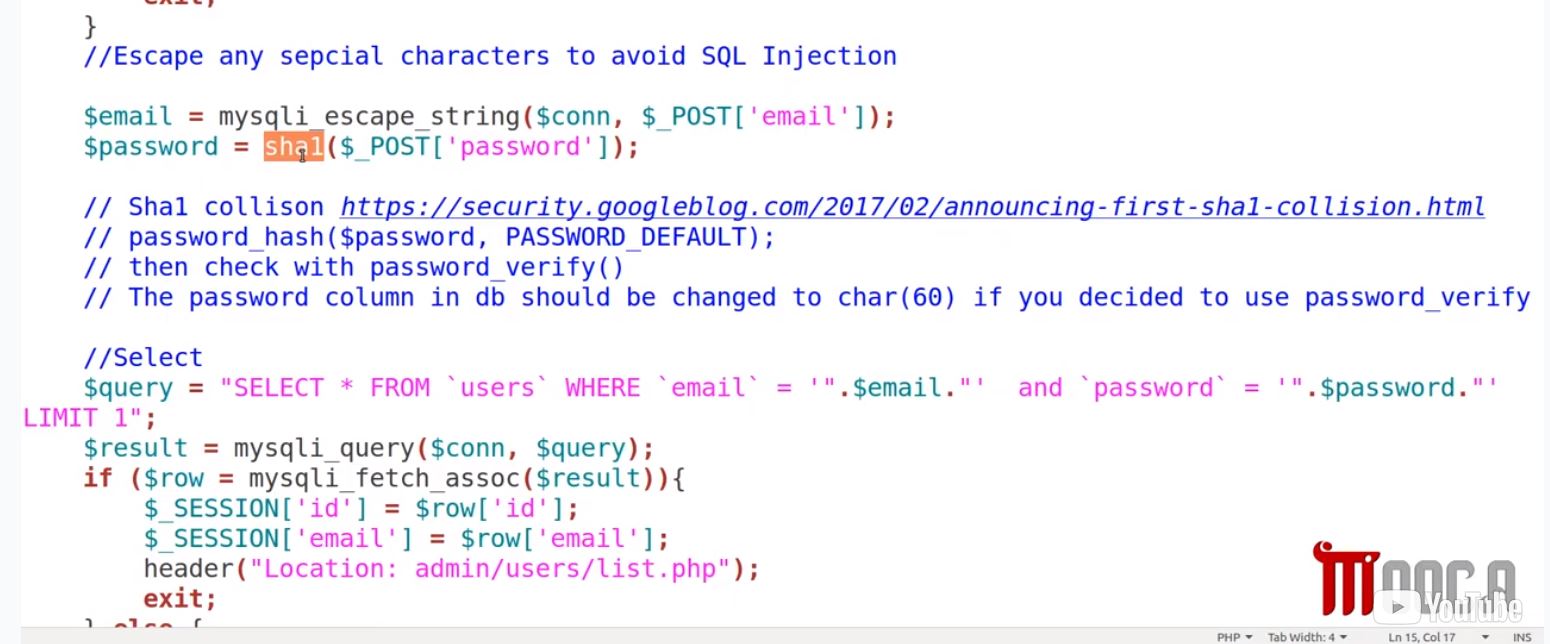 exit;
}
//Escape any sepcial characters to avoid SQL Injection
$email = mysqli_escape_string($conn, $_POST['email']);
$password = sha1($_POST['password']);
// Sha1 collison https://security.googleblog.com/2017/02/announcing-first-sha1-collision.html
// password_hash($password, PASSWORD_DEFAULT);
// then check with password_verify()
// The password column in db should be changed to char(60) if you decided to use password_verify
//Select
$query = "SELECT * FROM `users` WHERE `email` = '".$email."'  and `password` = '".$password."'
LIMIT 1";
$result = mysqli_query($conn, $query);
if ($row = mysqli_fetch_assoc($result)){
$_SESSION['id'] = $row['id'];
$_SESSION['email'] = $row['email'];
header("Location: admin/users/list.php");
exit;
} else {
YouTube
PHP Tab Width: 4 Ln 15, Col 17 INS